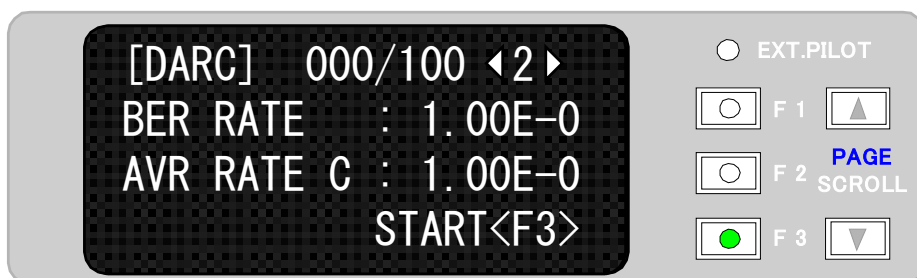 [DARC] 000/100 ◀2▶
BER RATE : 1.00E-0
AVR RATE C : 1.00E-0
START<F3>
EXT.PILOT
F 1
F 2
PAGE
SCROLL
F 3